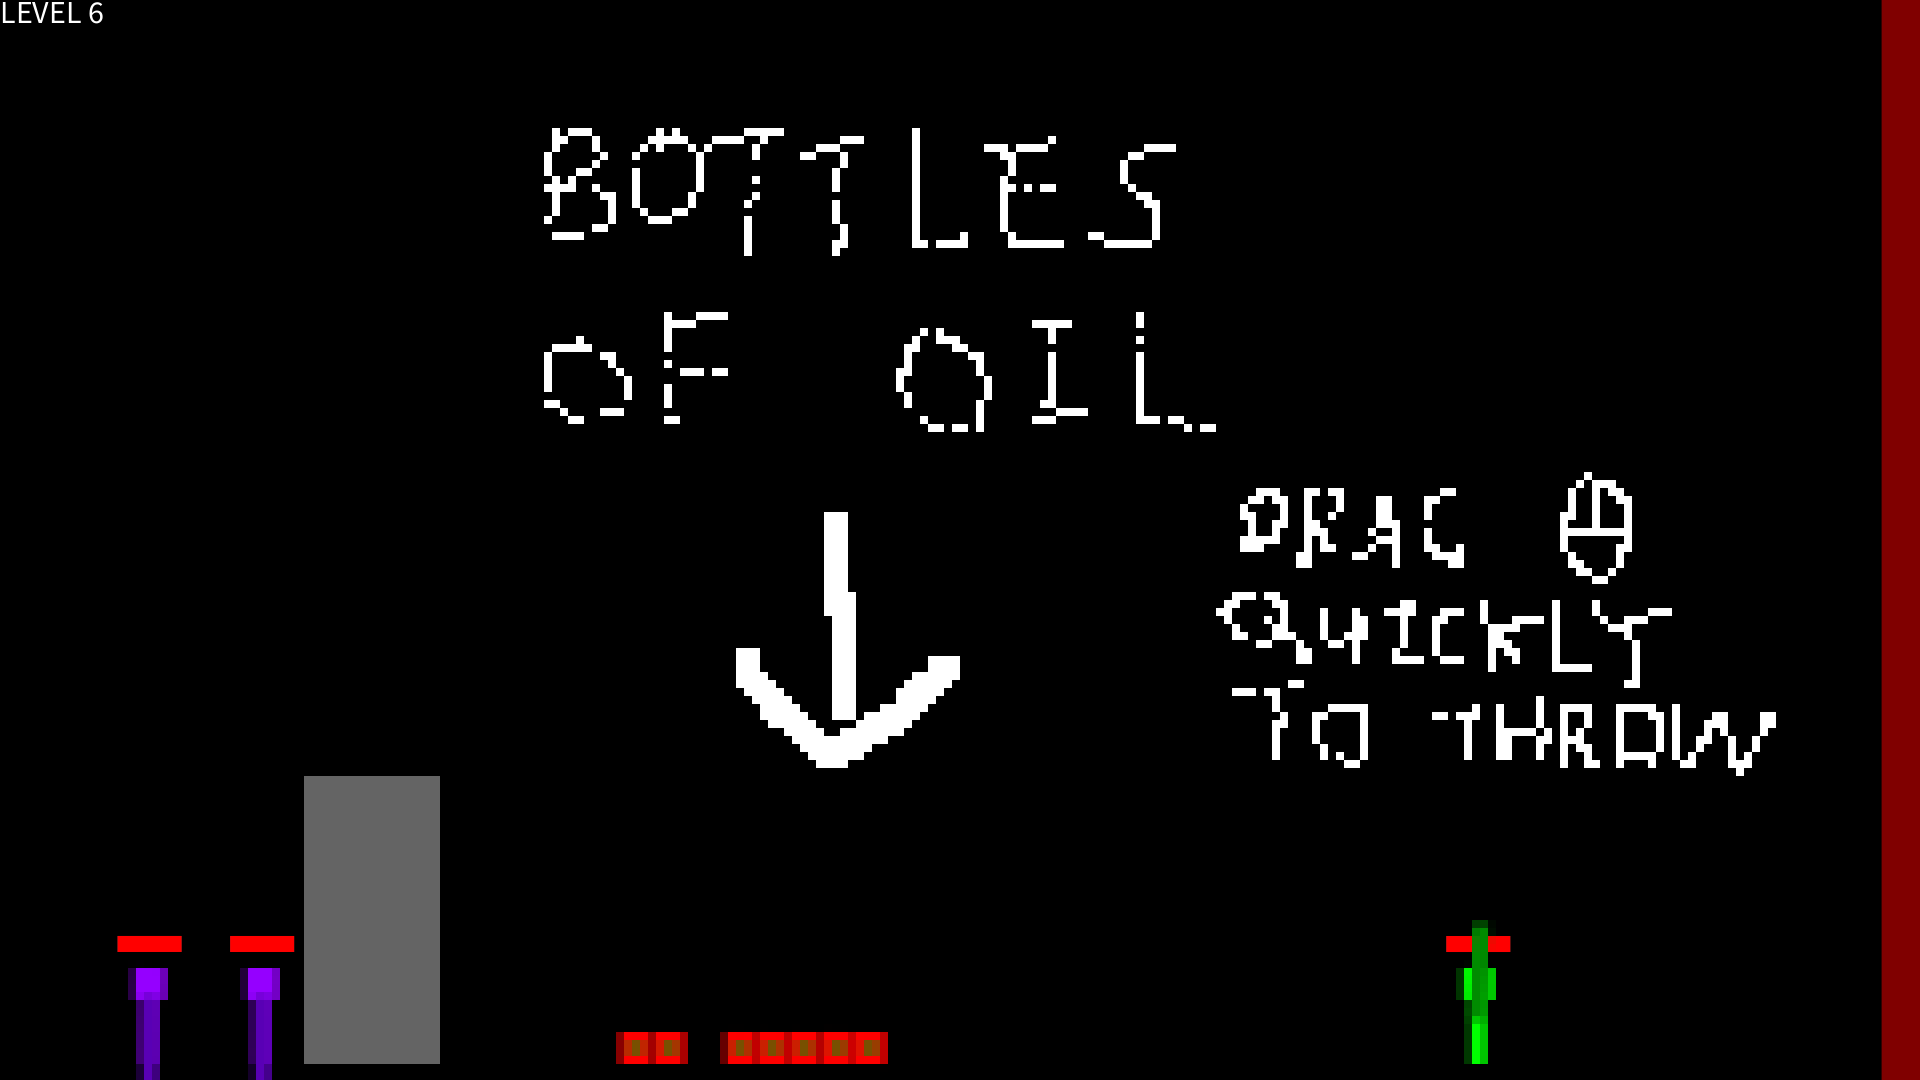 LEVEL 6
BOTTLES
OF OIL
DRAG
QUICKLY
TO THROW